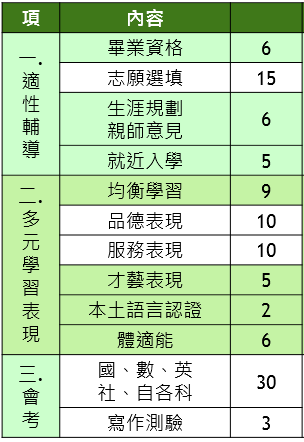 項 內容
一.適性輔導
畢業資格 6
志願選填 15
生涯規劃
親師意見 6
就近入學 5
二.多元學習表現
均衡學習 9
品德表現 10
服務表現 10
才藝表現 5
本土語言認證 2
體適能 6
三.會考
國、數、英
社、自各科 30
寫作測驗 3